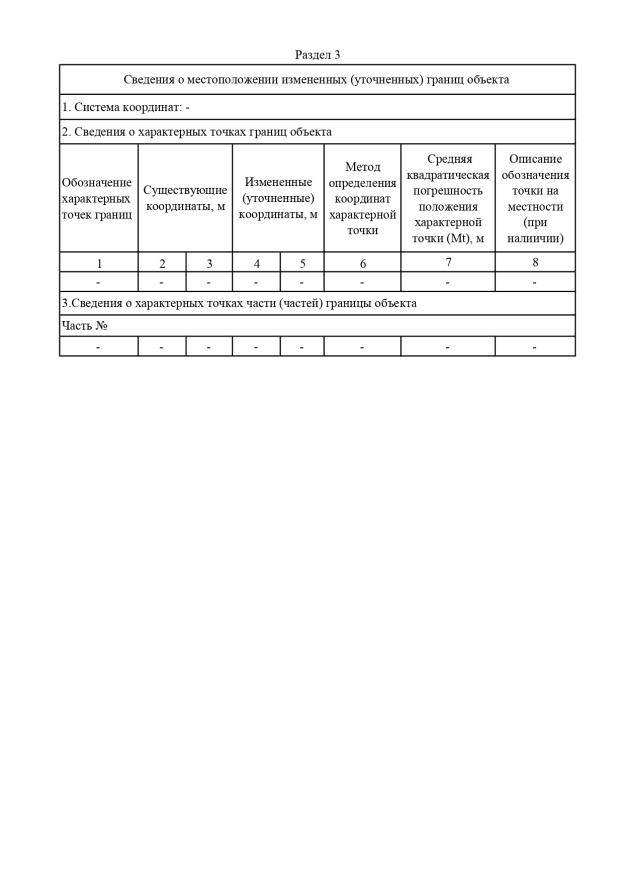 Раздел 3
Сведения о местоположении измененных (уточненных) границ объекта
1. Система координат: -
2. Сведения о характерных точках границ объекта
Обозначение
характерных
точек границ
Существующие
координаты, м
Измененные
(уточненные)
координаты, м
Метод
определения
координат
характерной
точки
Средняя
квадратическая
погрешность
положения
характерной
точки (Mt), м
Описание
обозначения
точки на
местности
(при
налиичии)
1 2 3 4 5 6 7 8
- - - - - - - -
3.Сведения о характерных точках части (частей) границы объекта
Часть №
- - - - - - - -